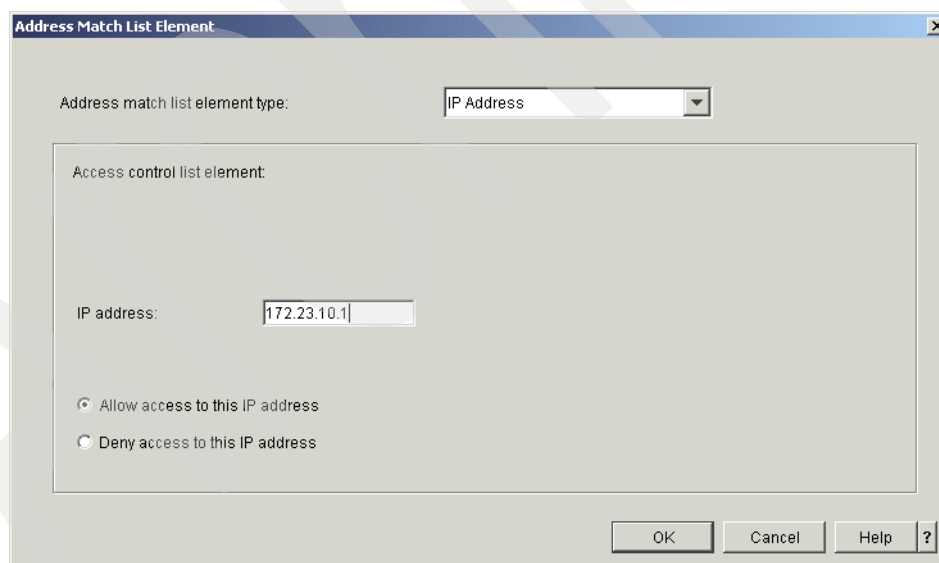 Address Match List Element
Address match list element type: IP Address
Access control list element:
IP address: 172.23.10.1
Allow access to this IP address
Deny access to this IP address
OK Cancel Help ?